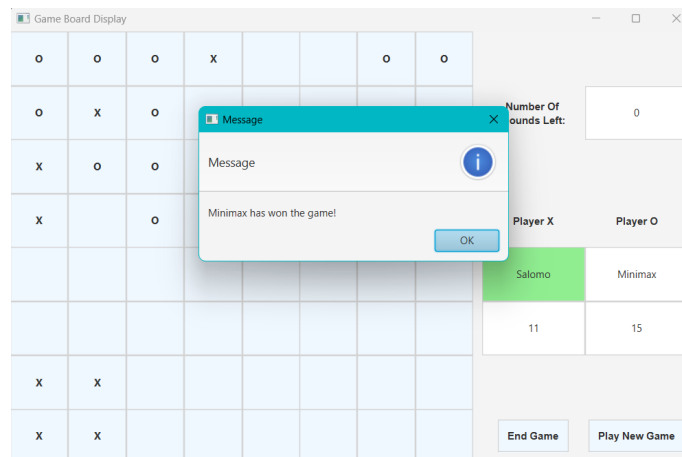 Game Board Display
O O O X O O
O X O
Message
Number Of
ounds Left:
0
X O O
Message
X O
Minimax has won the game!
OK
Player X Player O
Salomo Minimax
11 15
X X
X X
End Game Play New Game